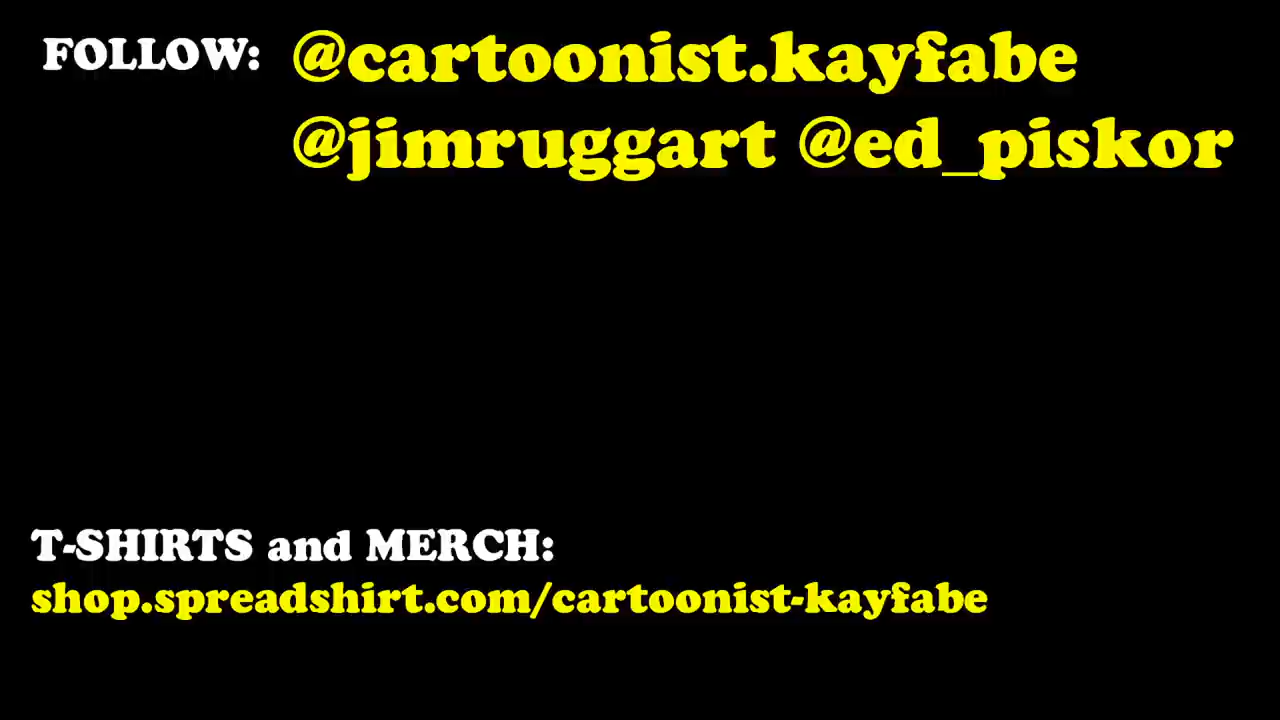 FOLLOW: @cartoonist.kayfabe
@jimruggart @ed_piskor
T-SHIRTS and MERCH:
shop.spreadshirt.com/cartoonist-kayfabe